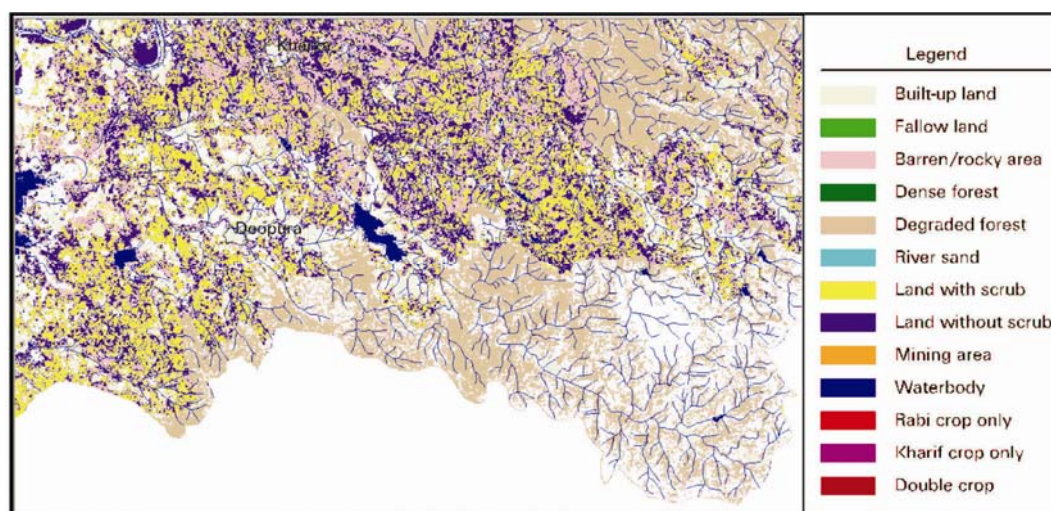 Doopura
Legend
Built-up land
Fallow land
Barren/rocky area
Dense forest
Degraded forest
River sand
Land with scrub
Land without scrub
Mining area
Waterbody
Rabi crop only
Kharif crop only
Double crop